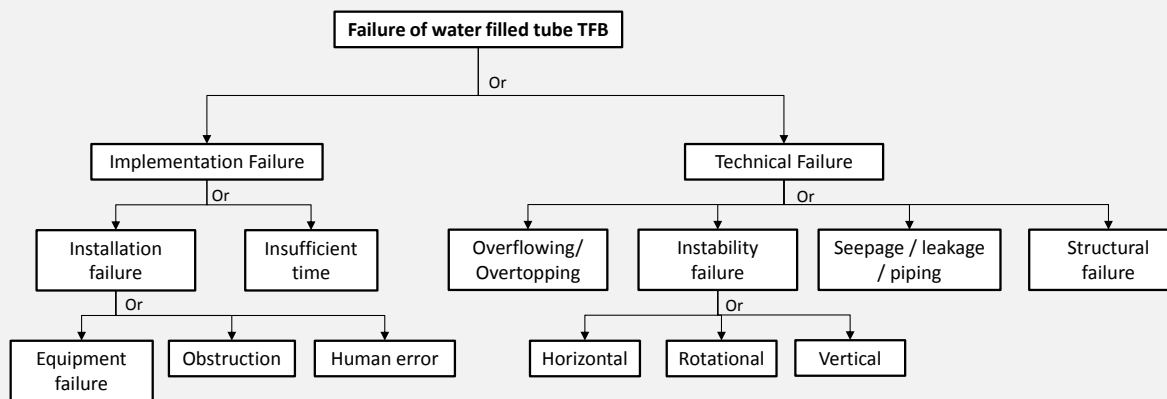 Failure of water filled tube TFB
Or
Implementation Failure
Technical Failure
Or
Or
Installation
failure
Insufficient
time
Overflowing/
Overtopping
Instability
failure
Seepage / leakage
/ piping
Structural
failure
Or
Or
Equipment
failure
Obstruction
Human error
Horizontal
Rotational
Vertical